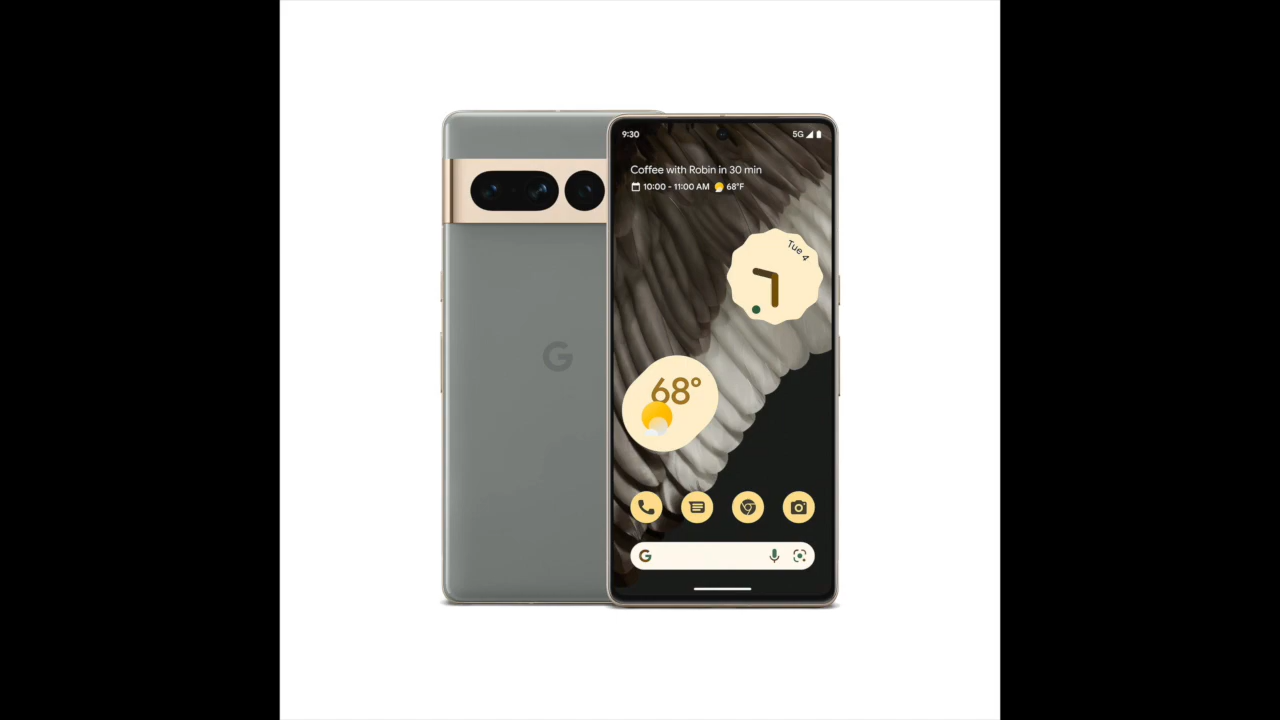 9:30
5G
Coffee with Robin in 30 min
10:00 - 11:00 AM 68°F
Tue 4
68°
G
G